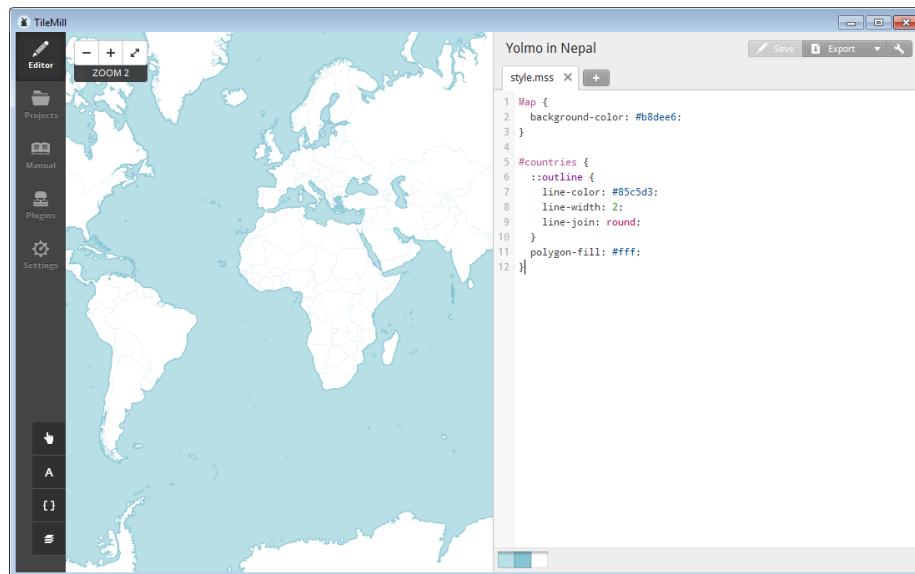 TileMill
Editor
Projects
Manual
Plugins
Settings
A
{ }
− +
ZOOM 2
Yolmo in Nepal
Save
Export
style.mss ×
+
1 Map {
2   background-color: #b8dee6;
3 }
4
5 #countries {
6   ::outline {
7     line-color: #85c5d3;
8     line-width: 2;
9     line-join: round;
10   }
11   polygon-fill: #fff;
12 }